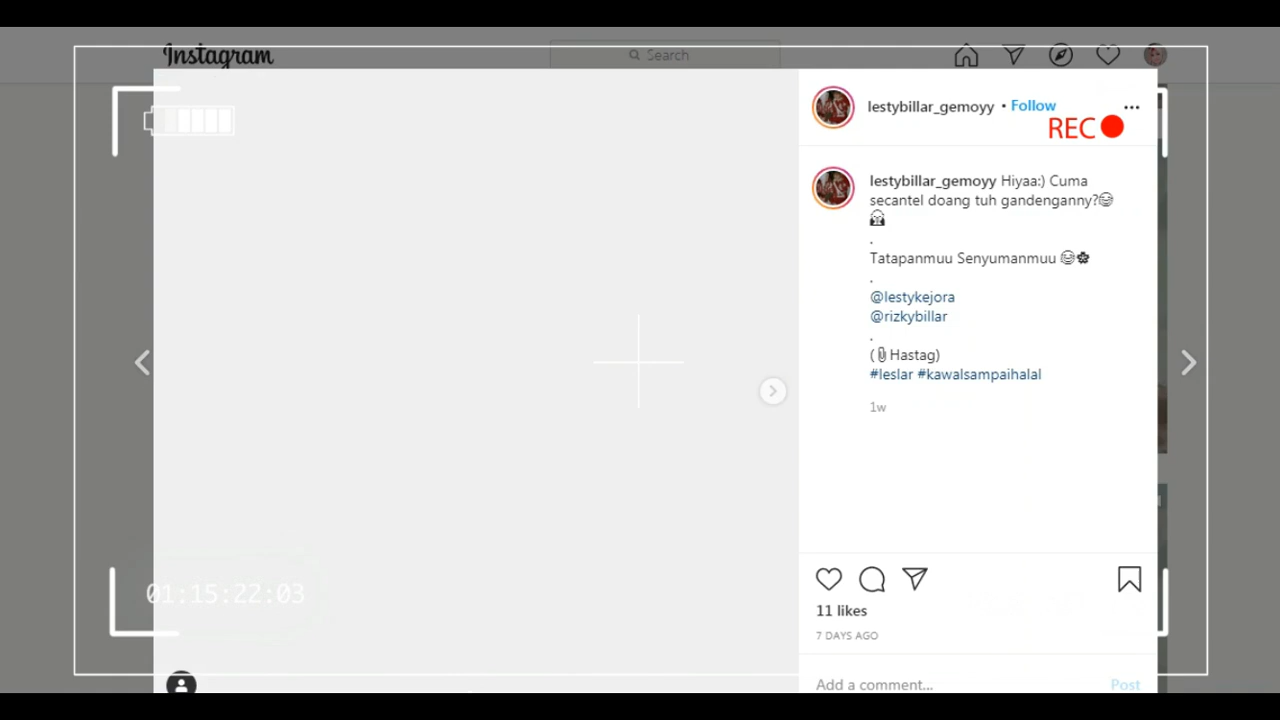 Instagram
Search
lestybillar_gemoyy • Follow
REC
lestybillar_gemoyy Hiyaa:) Cuma
secantel doang tuh gandenganny?😅
.
Tatapanmuu Senyumanmuu 😅
.
@lestykejora
@rizkybillar
.
(📎Hastag)
#leslar #kawalsampaihalal
1w
01:15:22:03
11 likes
7 DAYS AGO
Add a comment...
Post